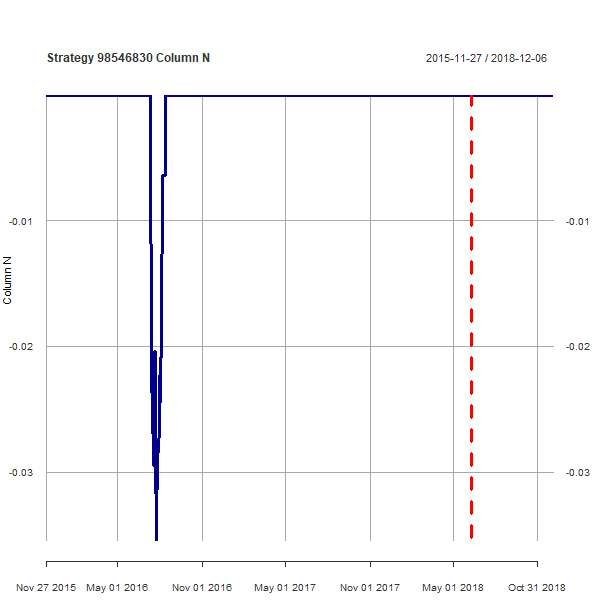 Strategy 98546830 Column N
2015-11-27 / 2018-12-06
-0.01
-0.01
-0.02
-0.02
-0.03
-0.03
Column N
Nov 27 2015
May 01 2016
Nov 01 2016
May 01 2017
Nov 01 2017
May 01 2018
Oct 31 2018